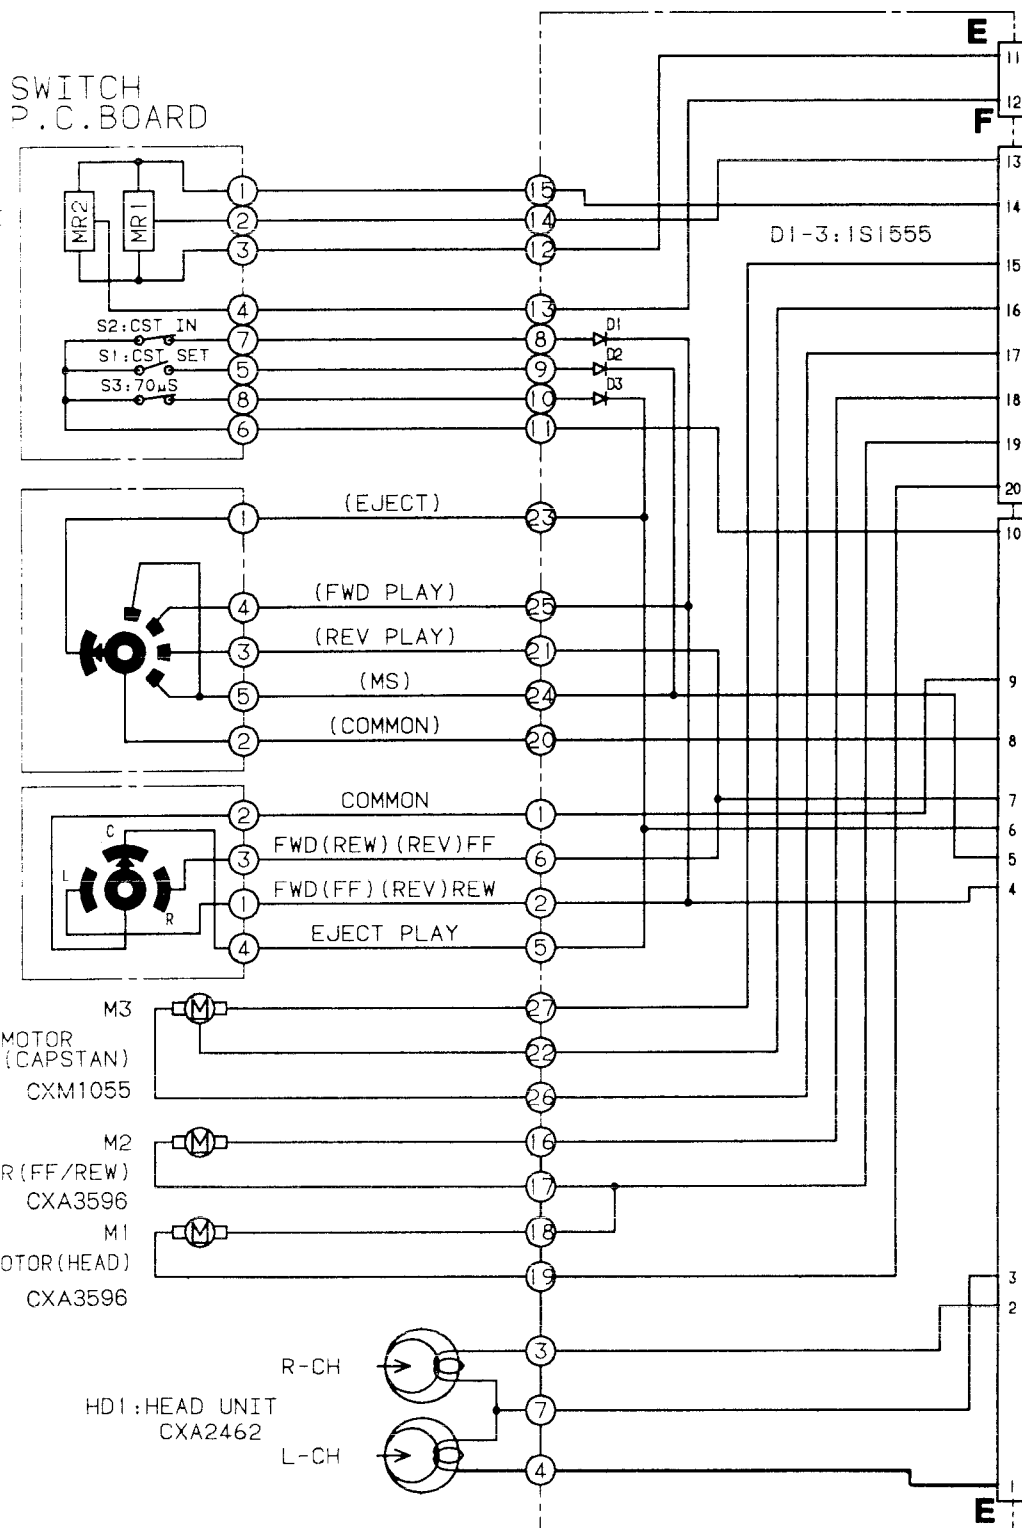 E
11
SWITCH
P.C.BOARD
12
F
13
MR2
MR1
1
15
14
2
14
D1-3:1S1555
3
12
15
4
13
16
S2:CST IN
7
8
D1
S1:CST SET
5
9
D2
17
S3:70µS
8
10
D3
18
6
11
19
20
1
(EJECT)
23
10
4
(FWD PLAY)
25
3
(REV PLAY)
21
5
(MS)
24
9
2
(COMMON)
20
8
2
COMMON
1
7
C
3
FWD(REW)(REV)FF
6
6
5
L
R
1
FWD(FF)(REV)REW
2
4
4
EJECT PLAY
5
M3
M
27
MOTOR
(CAPSTAN)
22
CXM1055
26
M2
M
16
R(FF/REW)
17
CXA3596
M1
M
18
OTOR(HEAD)
19
CXA3596
3
2
R-CH
3
HD1:HEAD UNIT
CXA2462
7
L-CH
4
1
E